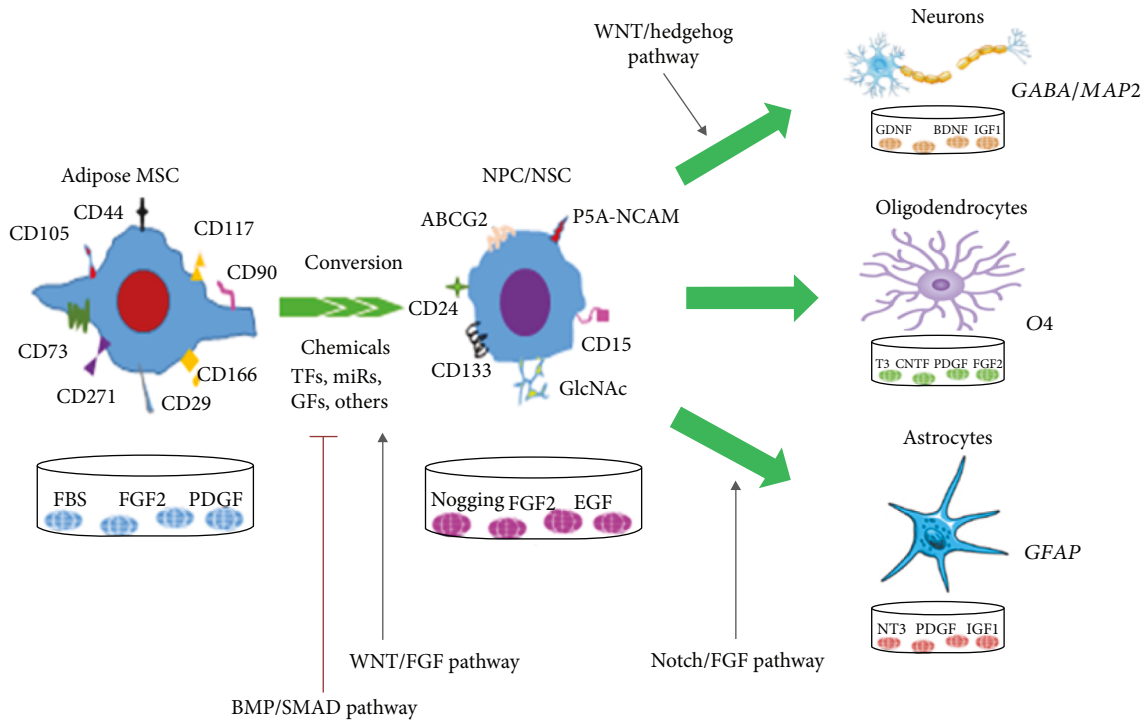 Adipose MSC
CD44
CD105
CD117
CD90
CD73
CD271
CD29
CD166
FBS FGF2 PDGF
Conversion
Chemicals
TFs, miRs,
GFs, others
WNT/FGF pathway
BMP/SMAD pathway
NPC/NSC
ABCG2
P5A-NCAM
CD24
CD133
CD15
GlcNAc
Nogging FGF2 EGF
WNT/hedgehog
pathway
Notch/FGF pathway
Neurons
GABA/MAP2
GDNF BDNF IGF1
Oligodendrocytes
O4
T3 CNTF PDGF FGF2
Astrocytes
GFAP
NT3 PDGF IGF1